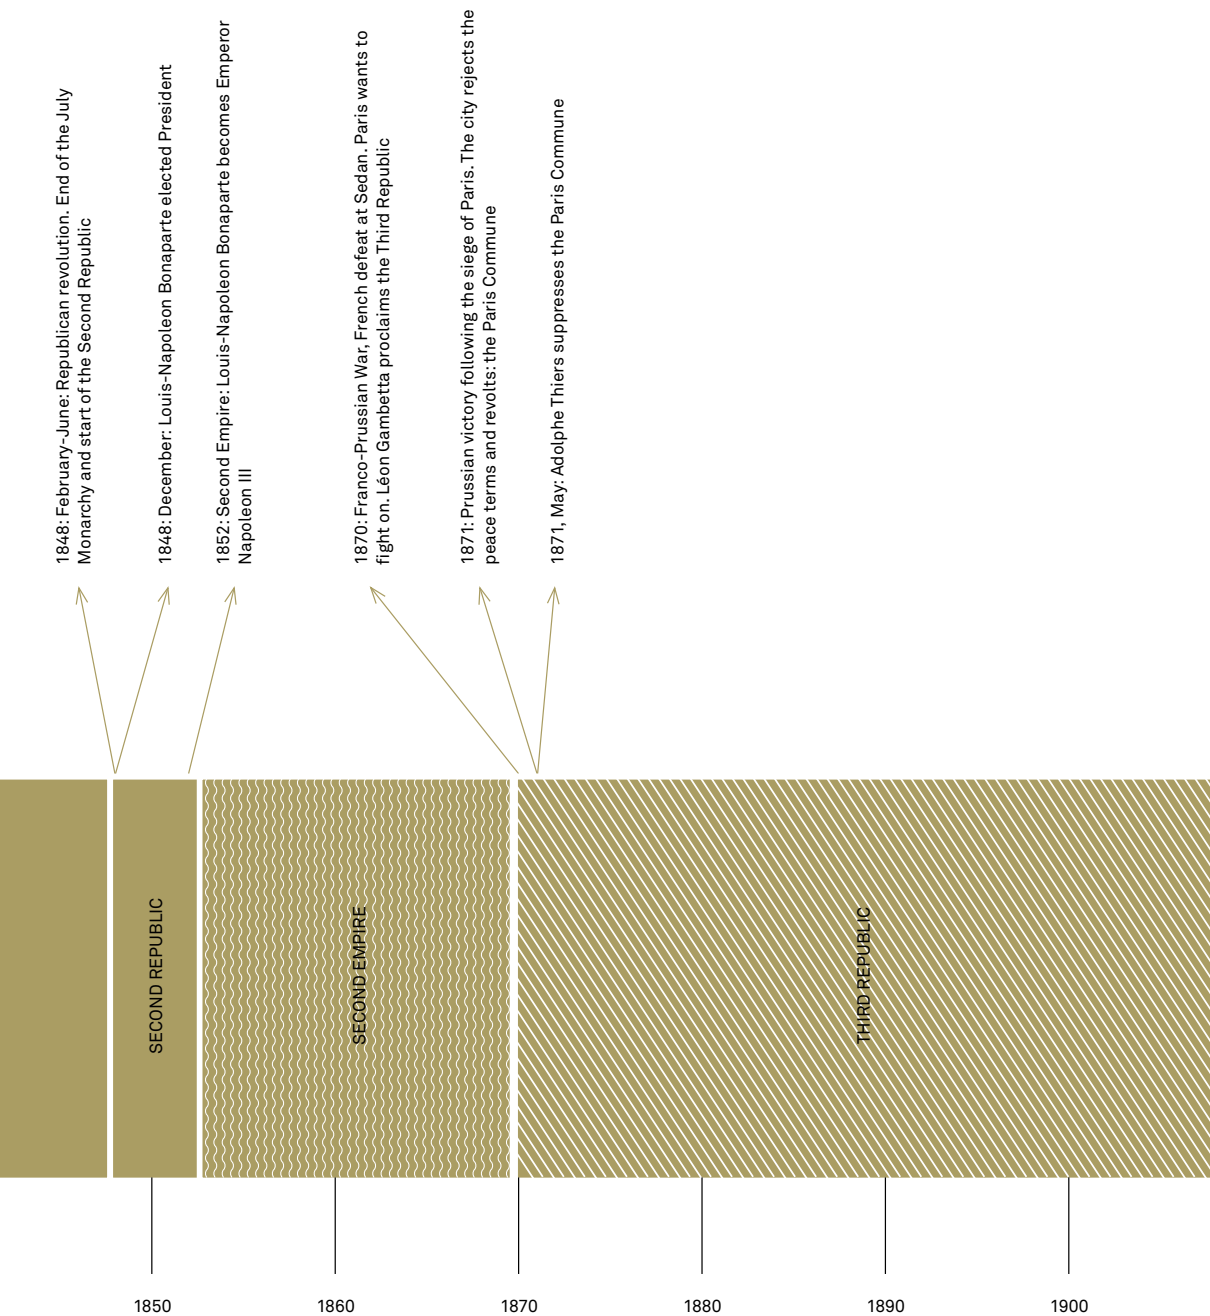 1848: February-June: Republican revolution. End of the July
Monarchy and start of the Second Republic
1848: December: Louis-Napoleon Bonaparte elected President
1852: Second Empire: Louis-Napoleon Bonaparte becomes Emperor
Napoleon III
1870: Franco-Prussian War, French defeat at Sedan. Paris wants to
fight on. Léon Gambetta proclaims the Third Republic
1871: Prussian victory following the siege of Paris. The city rejects the
peace terms and revolts: the Paris Commune
1871, May: Adolphe Thiers suppresses the Paris Commune
SECOND REPUBLIC
SECOND EMPIRE
THIRD REPUBLIC
1850
1860
1870
1880
1890
1900